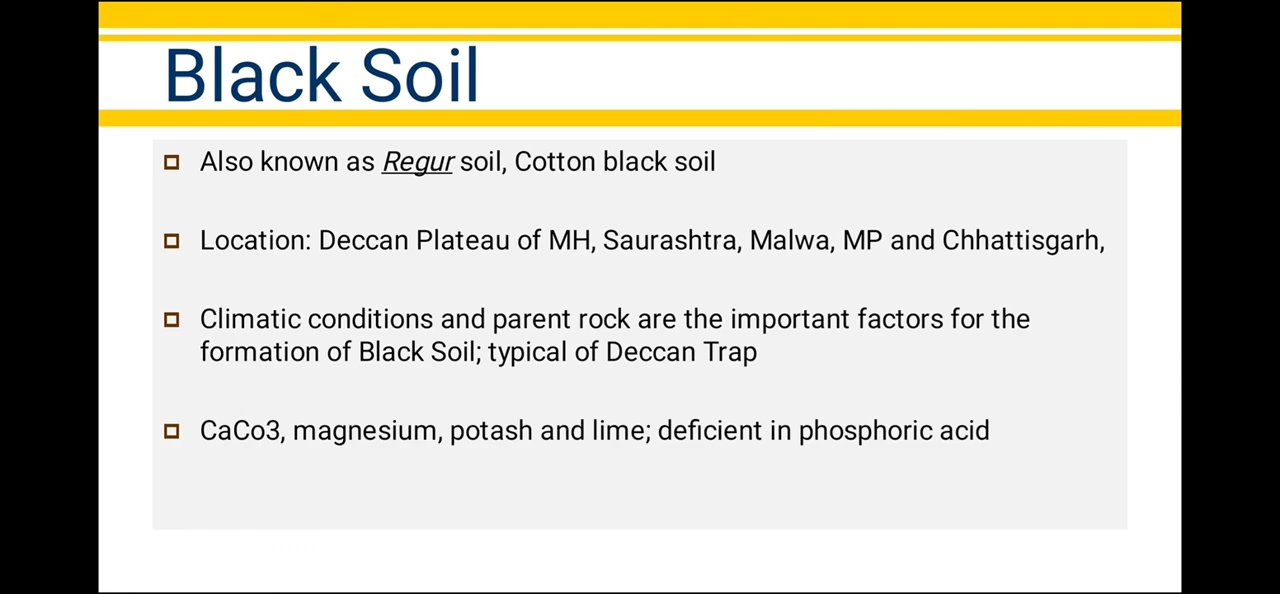 Black Soil
Also known as Regur soil, Cotton black soil
Location: Deccan Plateau of MH, Saurashtra, Malwa, MP and Chhattisgarh,
Climatic conditions and parent rock are the important factors for the
formation of Black Soil; typical of Deccan Trap
CaCo3, magnesium, potash and lime; deficient in phosphoric acid